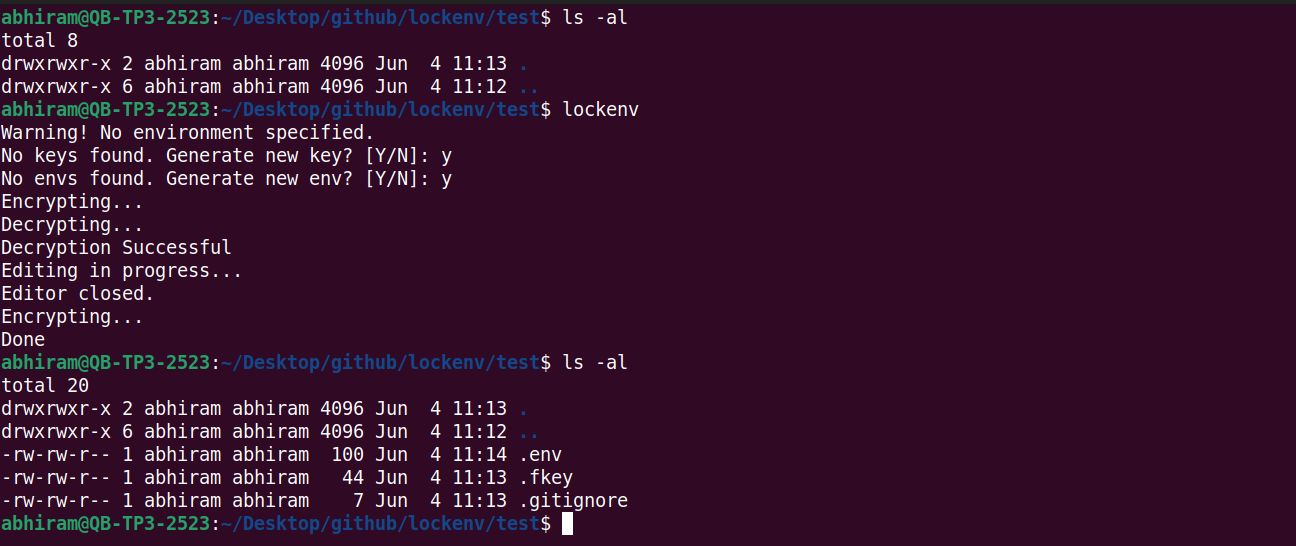 abhiram@QB-TP3-2523:~/Desktop/github/lockenv/test$ ls -al
total 8
drwxrwxr-x 2 abhiram abhiram 4096 Jun  4 11:13 .
drwxrwxr-x 6 abhiram abhiram 4096 Jun  4 11:12 ..
abhiram@QB-TP3-2523:~/Desktop/github/lockenv/test$ lockenv
Warning! No environment specified.
No keys found. Generate new key? [Y/N]: y
No envs found. Generate new env? [Y/N]: y
Encrypting...
Decrypting...
Decryption Successful
Editing in progress...
Editor closed.
Encrypting...
Done
abhiram@QB-TP3-2523:~/Desktop/github/lockenv/test$ ls -al
total 20
drwxrwxr-x 2 abhiram abhiram 4096 Jun  4 11:13 .
drwxrwxr-x 6 abhiram abhiram 4096 Jun  4 11:12 ..
-rw-rw-r-- 1 abhiram abhiram  100 Jun  4 11:14 .env
-rw-rw-r-- 1 abhiram abhiram   44 Jun  4 11:13 .fkey
-rw-rw-r-- 1 abhiram abhiram    7 Jun  4 11:13 .gitignore
abhiram@QB-TP3-2523:~/Desktop/github/lockenv/test$